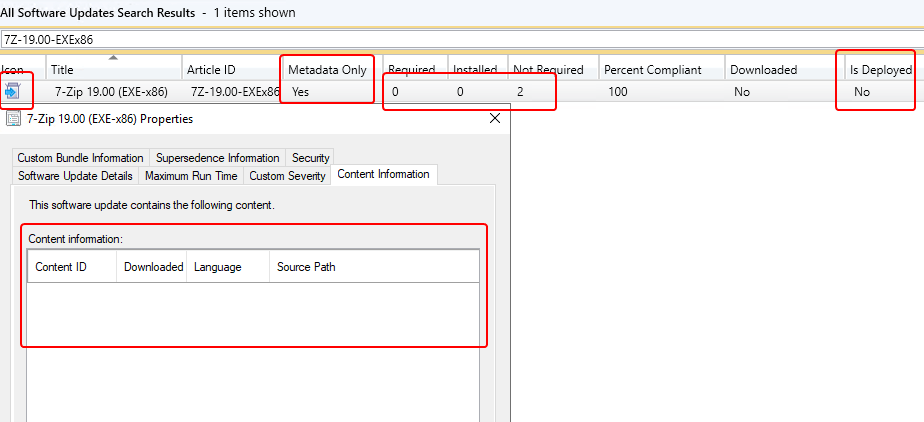 All Software Updates Search Results - 1 items shown
7Z-19.00-EXEx86
Icon Title Article ID Metadata Only Required Installed Not Required Percent Compliant Downloaded Is Deployed
7-Zip 19.00 (EXE-x86) 7Z-19.00-EXEx86 Yes 0 0 2 100 No No
7-Zip 19.00 (EXE-x86) Properties
Custom Bundle Information Supersedence Information Security
Software Update Details Maximum Run Time Custom Severity Content Information
This software update contains the following content.
Content information:
Content ID Downloaded Language Source Path